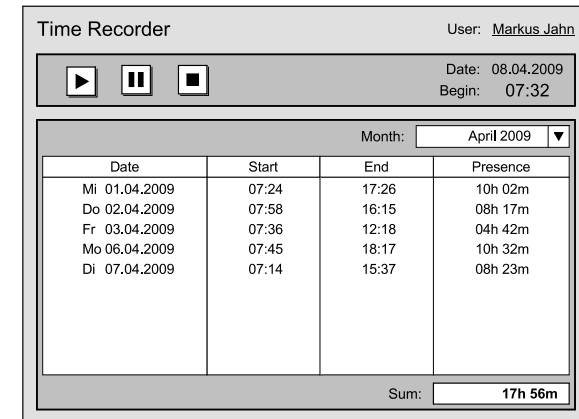 Time Recorder User: Markus Jahn
Date: 08.04.2009
Begin: 07:32
Month: April 2009
Date Start End Presence
Mi 01.04.2009 07:24 17:26 10h 02m
Do 02.04.2009 07:58 16:15 08h 17m
Fr 03.04.2009 07:36 12:18 04h 42m
Mo 06.04.2009 07:45 18:17 10h 32m
Di 07.04.2009 07:14 15:37 08h 23m
Sum: 17h 56m